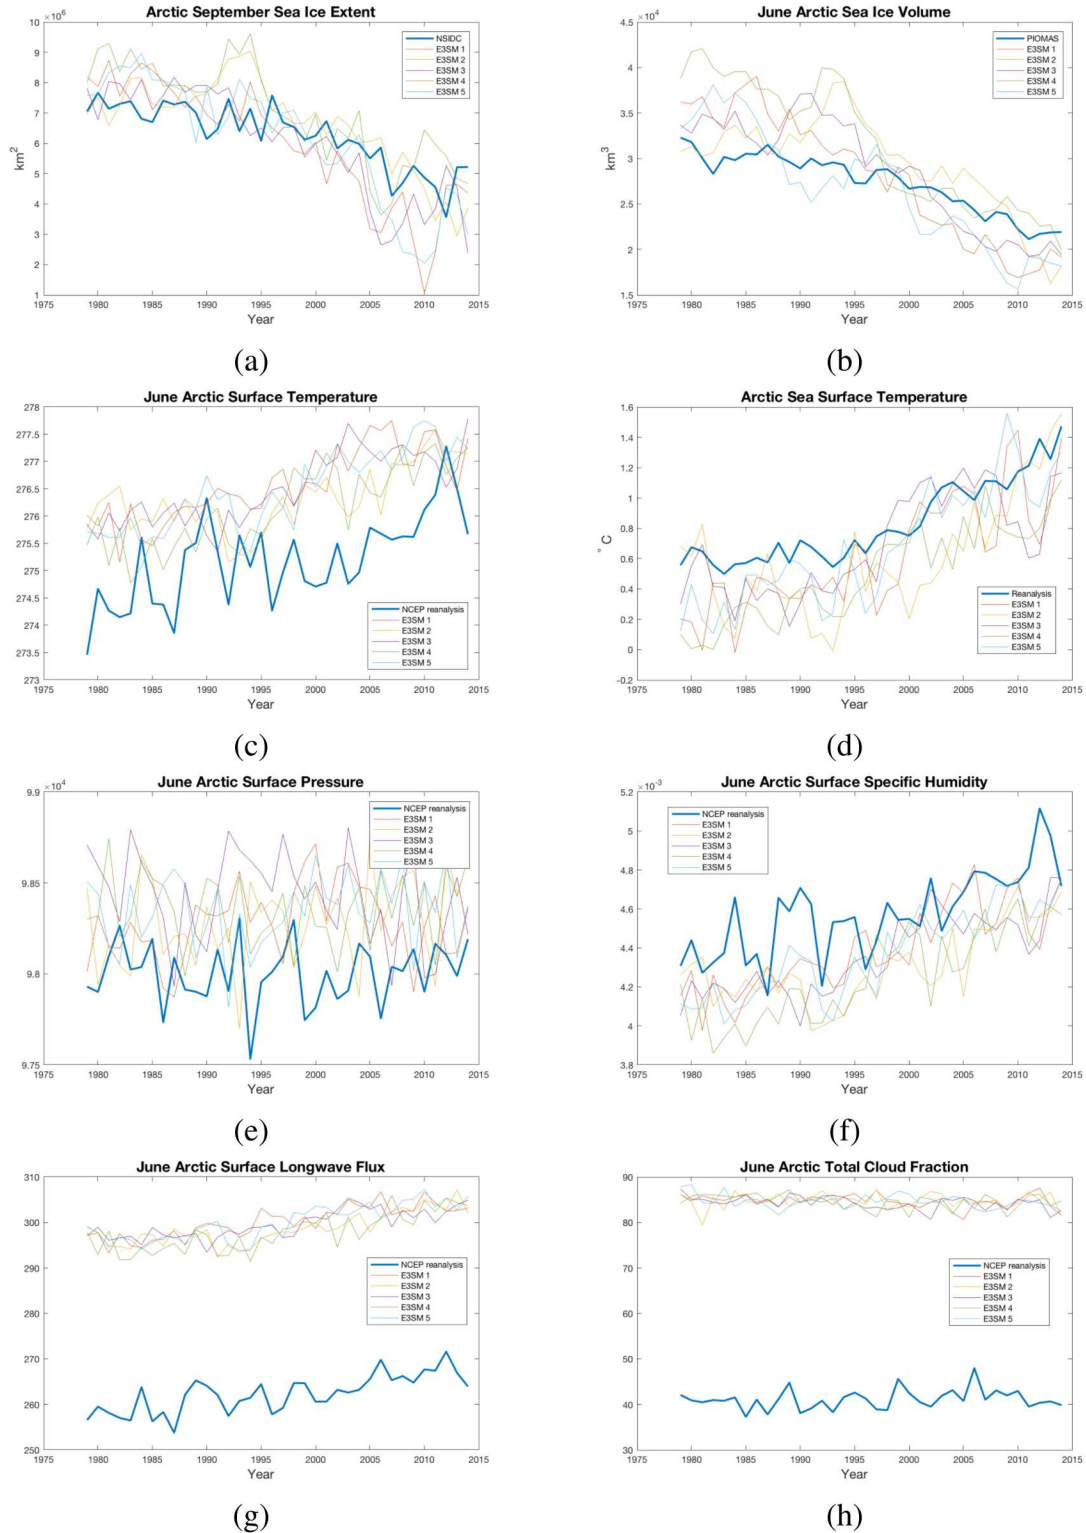 Arctic September Sea Ice Extent
×10⁶
10
9
8
7
6
5
4
3
2
1
km²
1975 1980 1985 1990 1995 2000 2005 2010 2015
Year
NSIDC
E3SM 1
E3SM 2
E3SM 3
E3SM 4
E3SM 5
(a)
June Arctic Sea Ice Volume
×10⁴
4.5
4
3.5
3
2.5
2
1.5
km³
1975 1980 1985 1990 1995 2000 2005 2010 2015
Year
PIOMAS
E3SM 1
E3SM 2
E3SM 3
E3SM 4
E3SM 5
(b)
June Arctic Surface Temperature
278
277.5
277
276.5
276
275.5
275
274.5
274
273.5
273
1975 1980 1985 1990 1995 2000 2005 2010 2015
Year
NCEP reanalysis
E3SM 1
E3SM 2
E3SM 3
E3SM 4
E3SM 5
(c)
Arctic Sea Surface Temperature
1.6
1.4
1.2
1
0.8
0.6
0.4
0.2
0
-0.2
° C
1975 1980 1985 1990 1995 2000 2005 2010 2015
Year
Reanalysis
E3SM 1
E3SM 2
E3SM 3
E3SM 4
E3SM 5
(d)
June Arctic Surface Pressure
×10⁴
9.9
9.85
9.8
9.75
1975 1980 1985 1990 1995 2000 2005 2010 2015
Year
NCEP reanalysis
E3SM 1
E3SM 2
E3SM 3
E3SM 4
E3SM 5
(e)
June Arctic Surface Specific Humidity
×10⁻³
5.2
5
4.8
4.6
4.4
4.2
4
3.8
1975 1980 1985 1990 1995 2000 2005 2010 2015
Year
NCEP reanalysis
E3SM 1
E3SM 2
E3SM 3
E3SM 4
E3SM 5
(f)
June Arctic Surface Longwave Flux
310
300
290
280
270
260
250
1975 1980 1985 1990 1995 2000 2005 2010 2015
Year
NCEP reanalysis
E3SM 1
E3SM 2
E3SM 3
E3SM 4
E3SM 5
(g)
June Arctic Total Cloud Fraction
90
80
70
60
50
40
30
1975 1980 1985 1990 1995 2000 2005 2010 2015
Year
NCEP reanalysis
E3SM 1
E3SM 2
E3SM 3
E3SM 4
E3SM 5
(h)